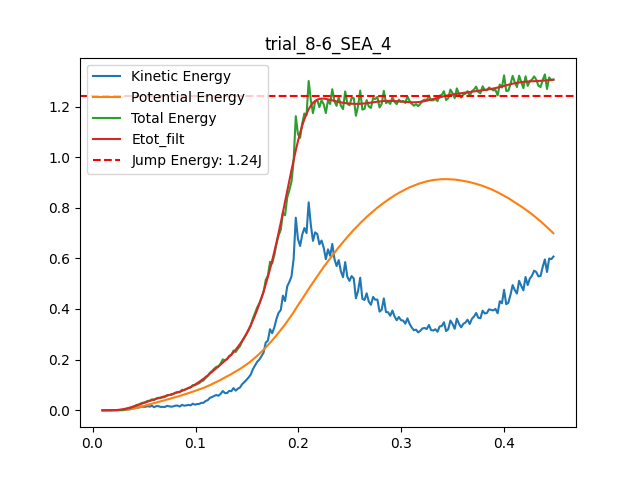 trial_8-6_SEA_4
Kinetic Energy
Potential Energy
Total Energy
Etot_filt
Jump Energy: 1.24J
1.2
1.0
0.8
0.6
0.4
0.2
0.0
0.0 0.1 0.2 0.3 0.4